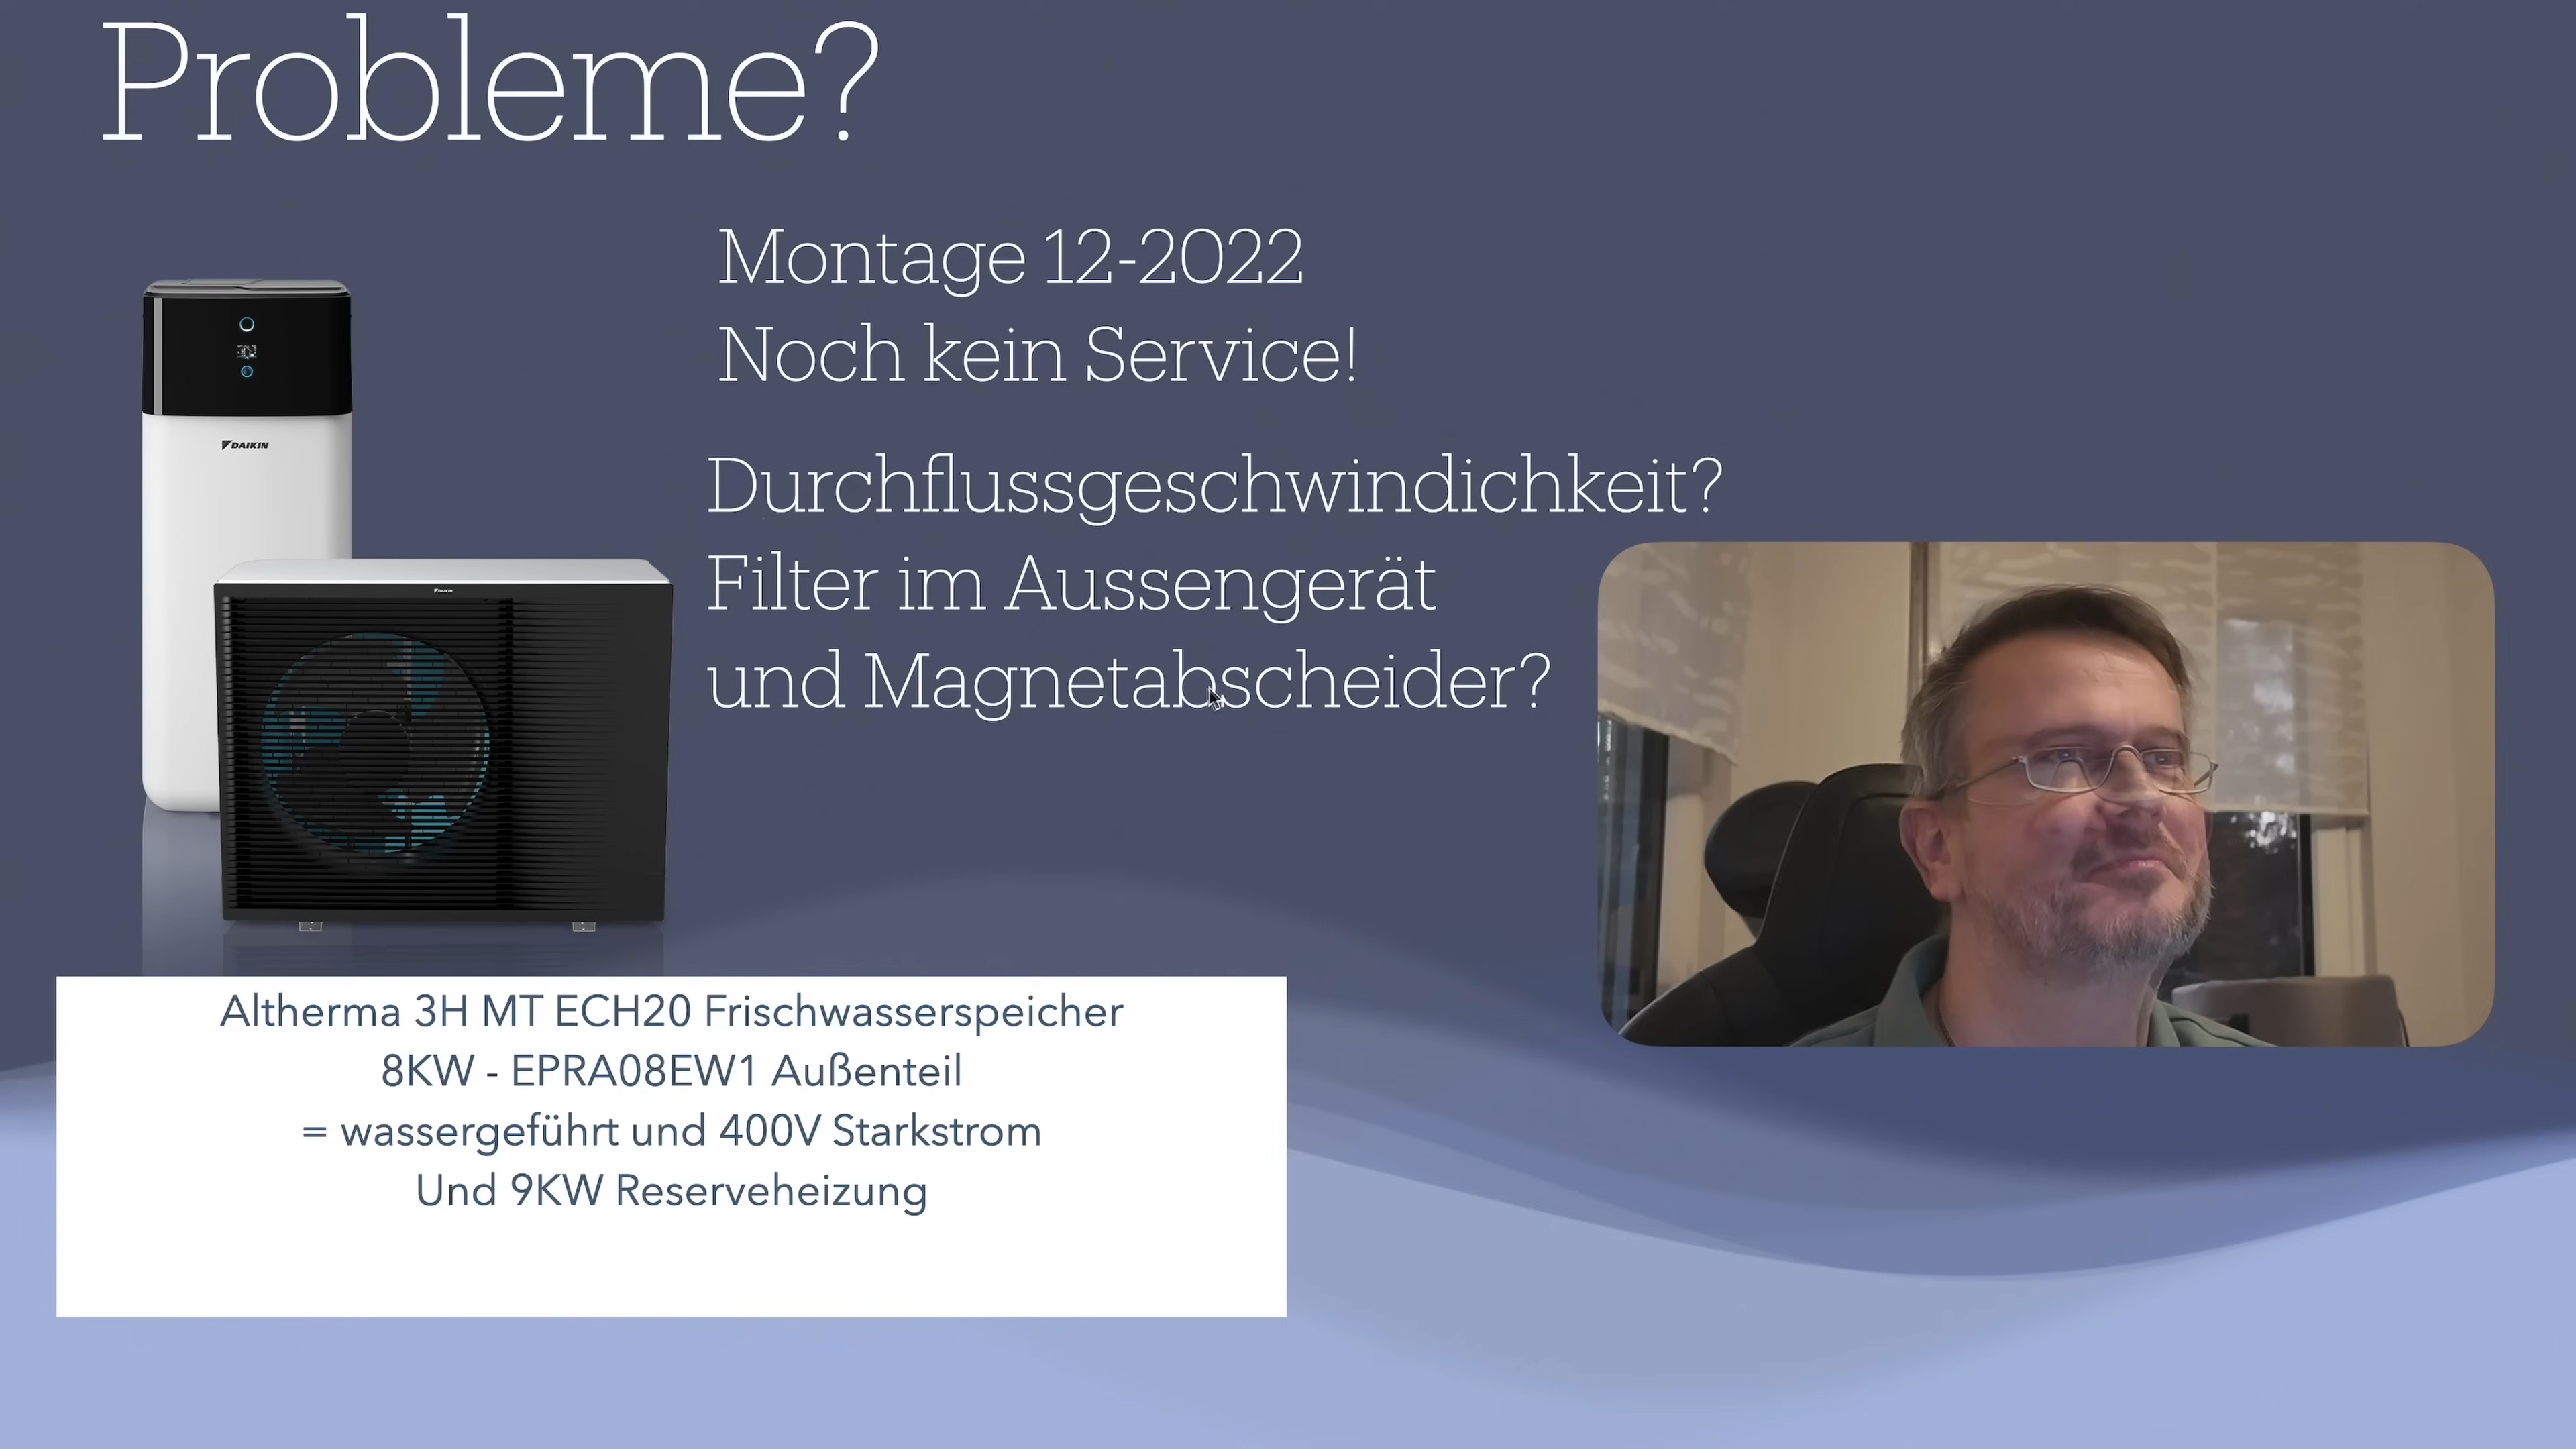 Probleme?
Montage 12-2022
Noch kein Service!
Durchflussgeschwindichkeit?
Filter im Aussengerät
und Magnetabscheider?
DAIKIN
Altherma 3H MT ECH20 Frischwasserspeicher
8KW - EPRA08EW1 Außenteil
= wassergeführt und 400V Starkstrom
Und 9KW Reserveheizung